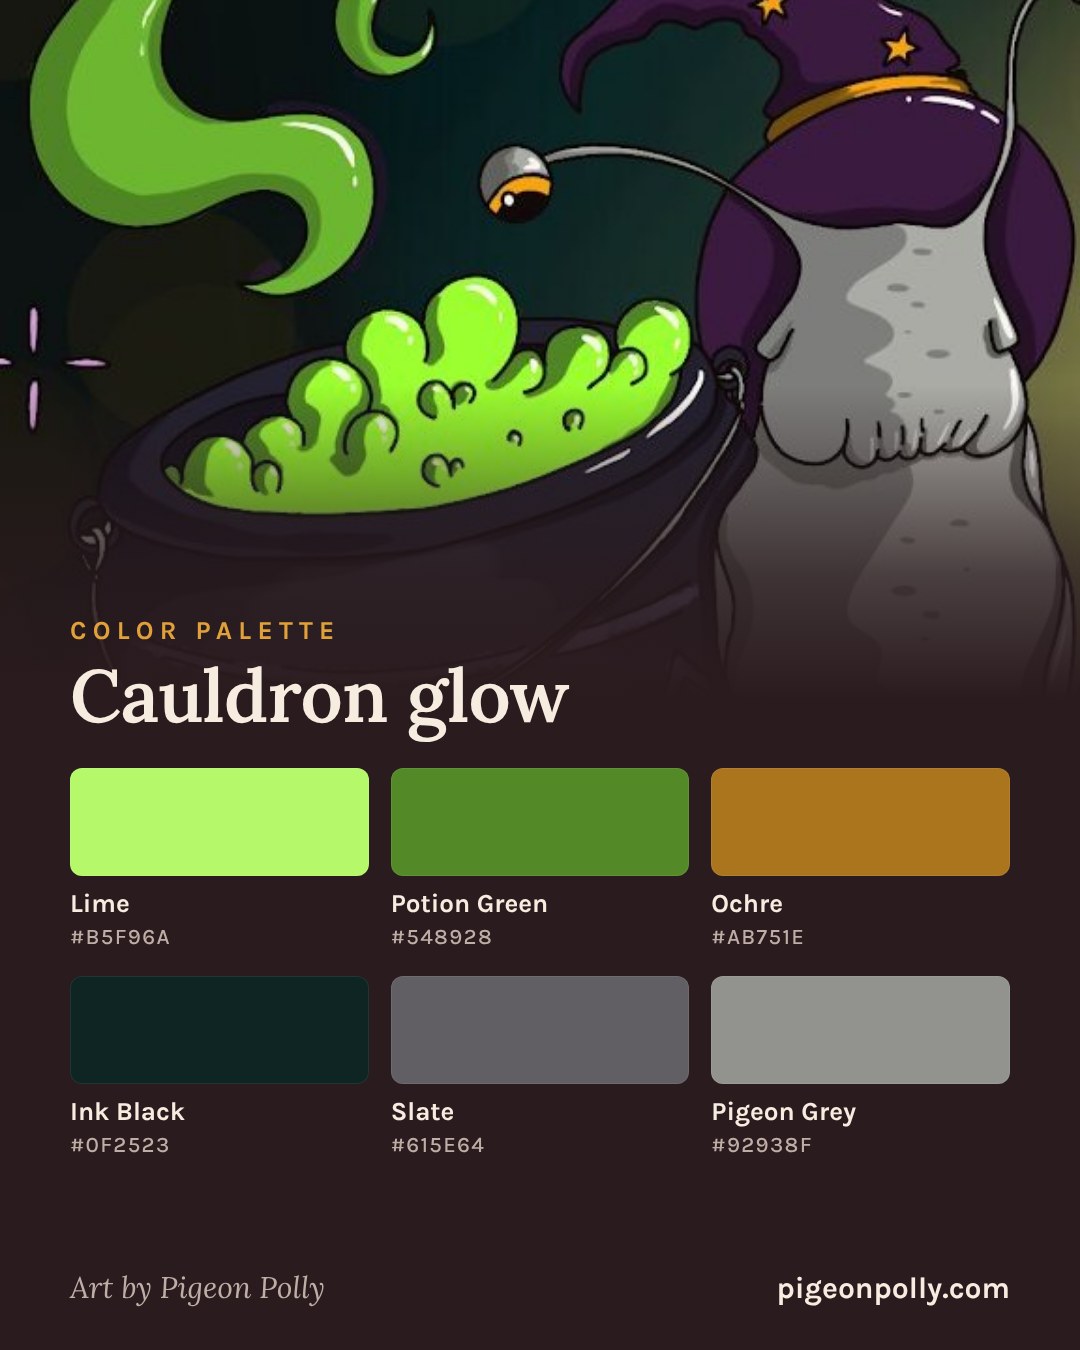 COLOR PALETTE
Cauldron glow
Lime
#B5F96A
Potion Green
#548928
Ochre
#AB751E
Ink Black
#0F2523
Slate
#615E64
Pigeon Grey
#92938F
Art by Pigeon Polly
pigeonpolly.com